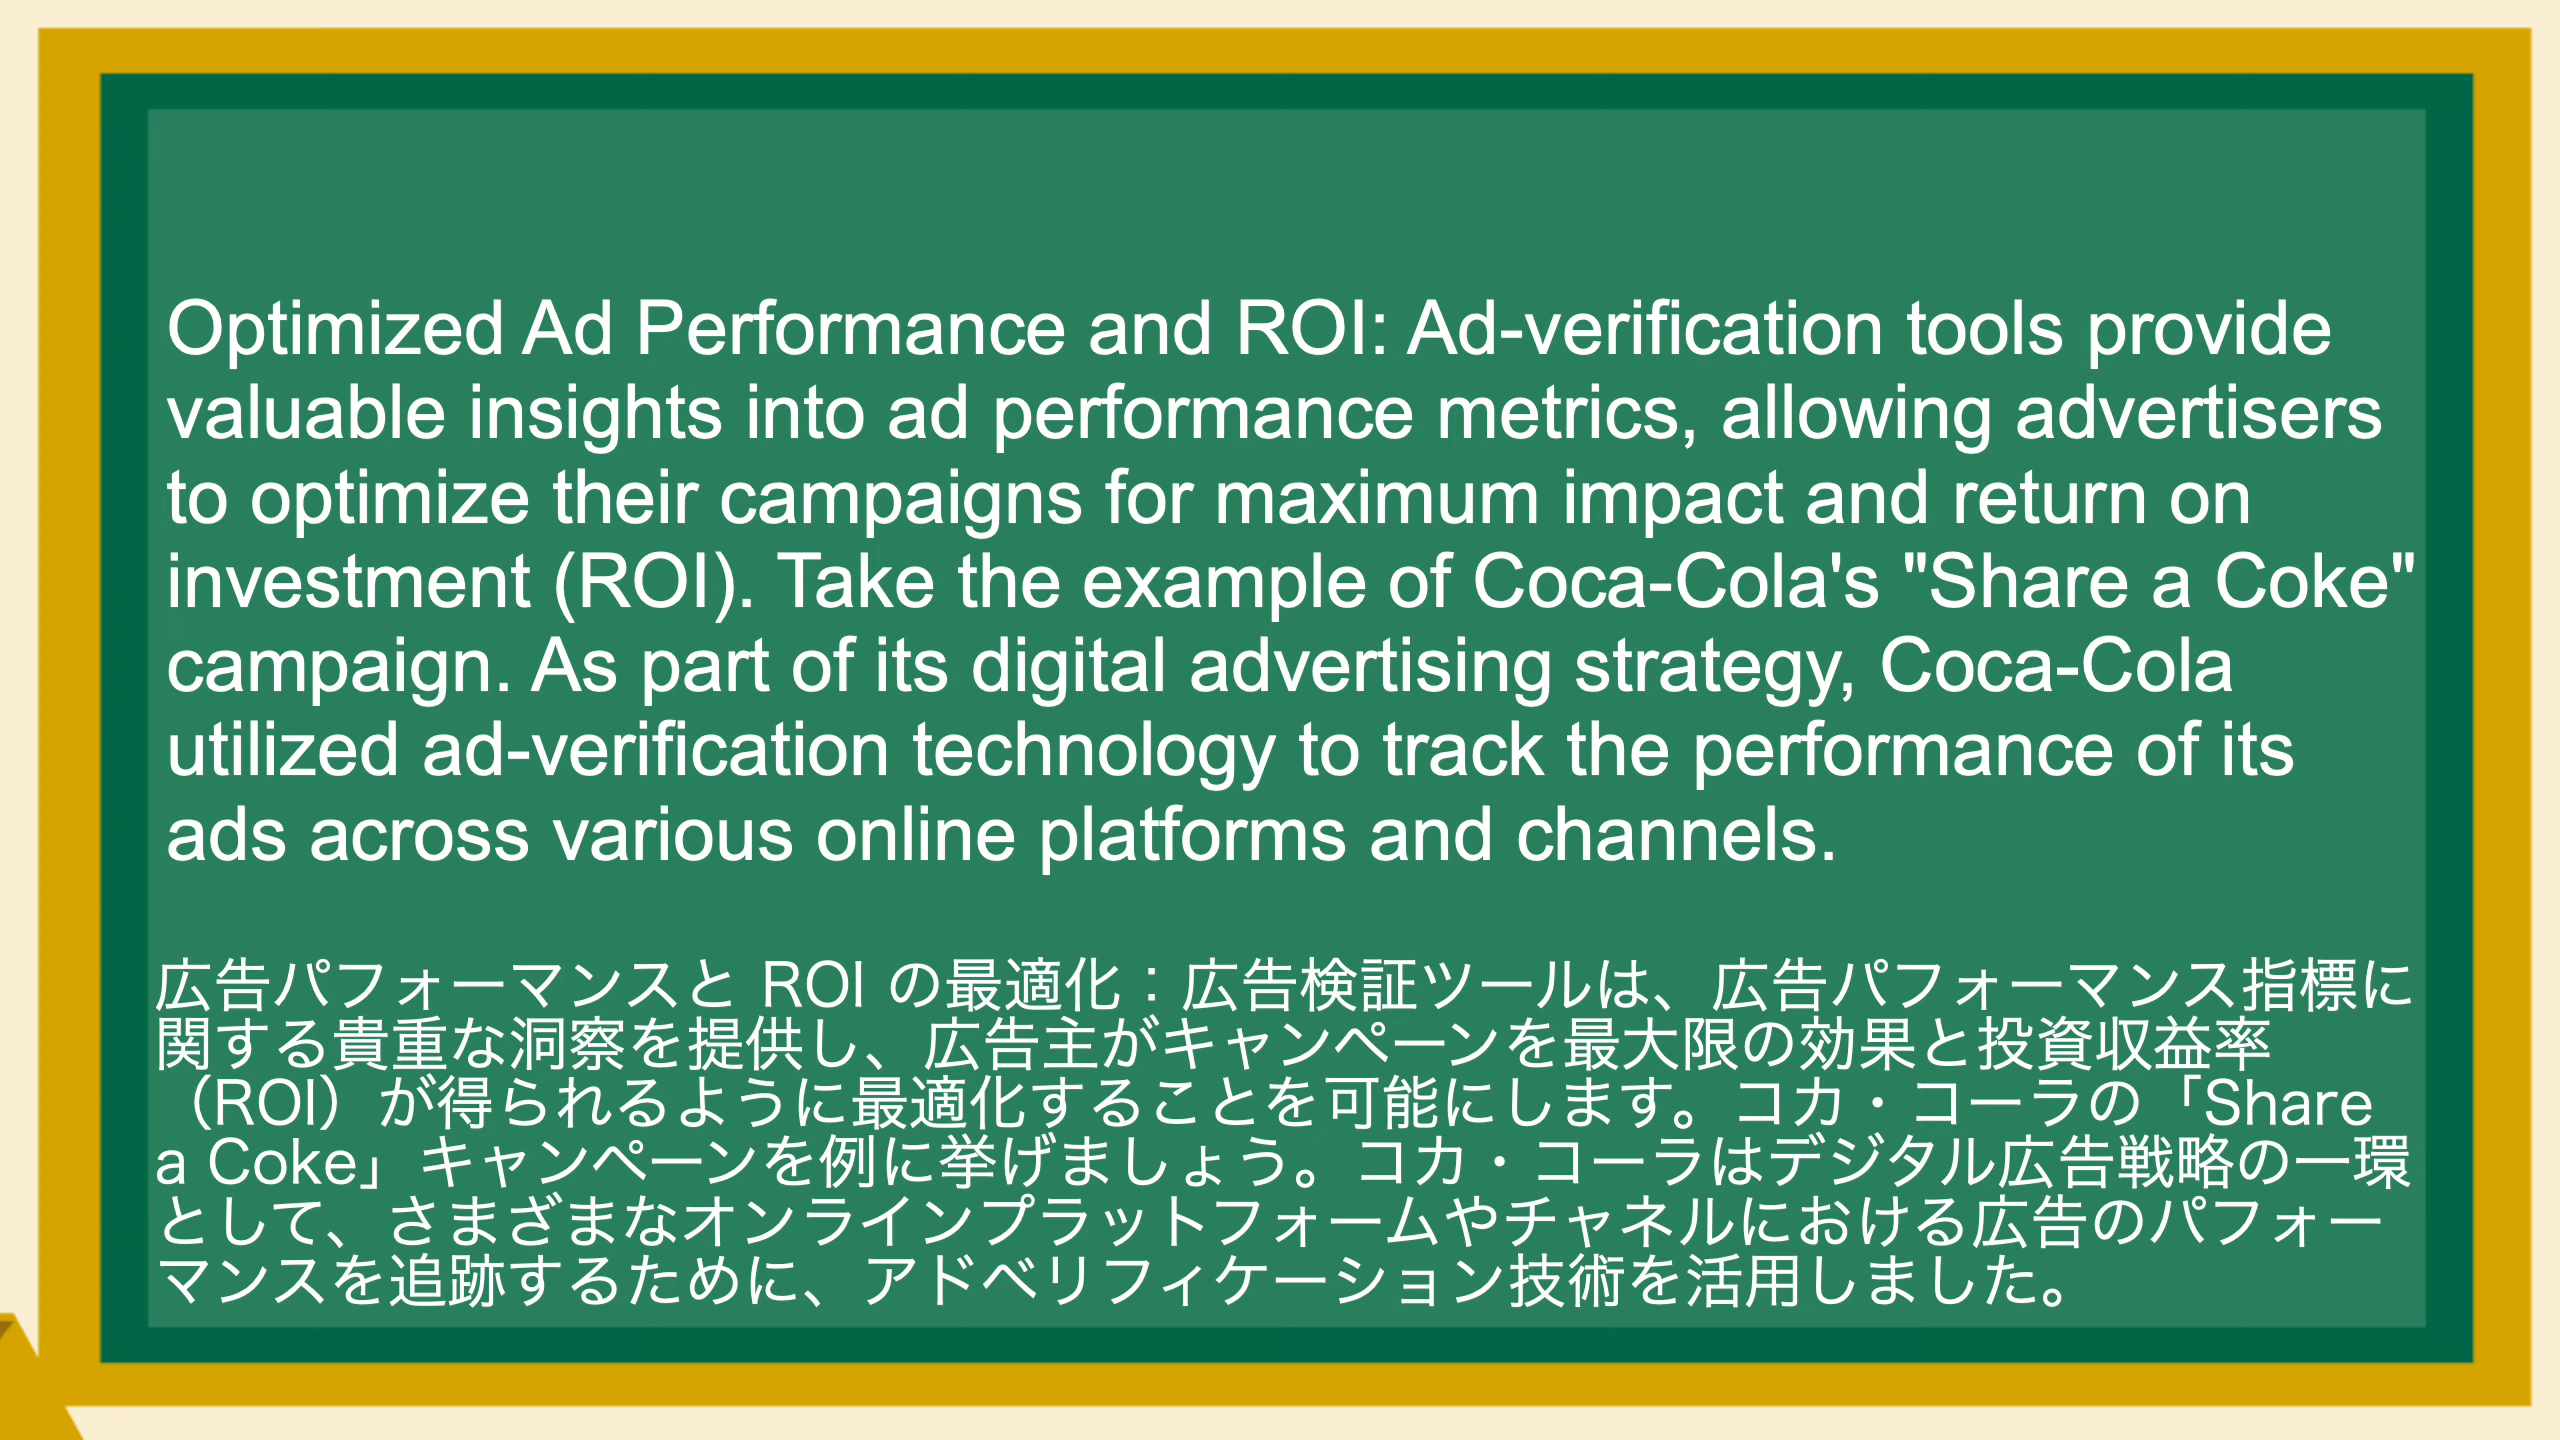 Optimized Ad Performance and ROI: Ad-verification tools provide
valuable insights into ad performance metrics, allowing advertisers
to optimize their campaigns for maximum impact and return on
investment (ROI). Take the example of Coca-Cola's "Share a Coke"
campaign. As part of its digital advertising strategy, Coca-Cola
utilized ad-verification technology to track the performance of its
ads across various online platforms and channels.
広告パフォーマンスと ROI の最適化：広告検証ツールは、広告パフォーマンス指標に
関する貴重な洞察を提供し、広告主がキャンペーンを最大限の効果と投資収益率
（ROI）が得られるように最適化することを可能にします。コカ・コーラの「Share
a Coke」キャンペーンを例に挙げましょう。コカ・コーラはデジタル広告戦略の一環
として、さまざまなオンラインプラットフォームやチャネルにおける広告のパフォー
マンスを追跡するために、アドベリフィケーション技術を活用しました。